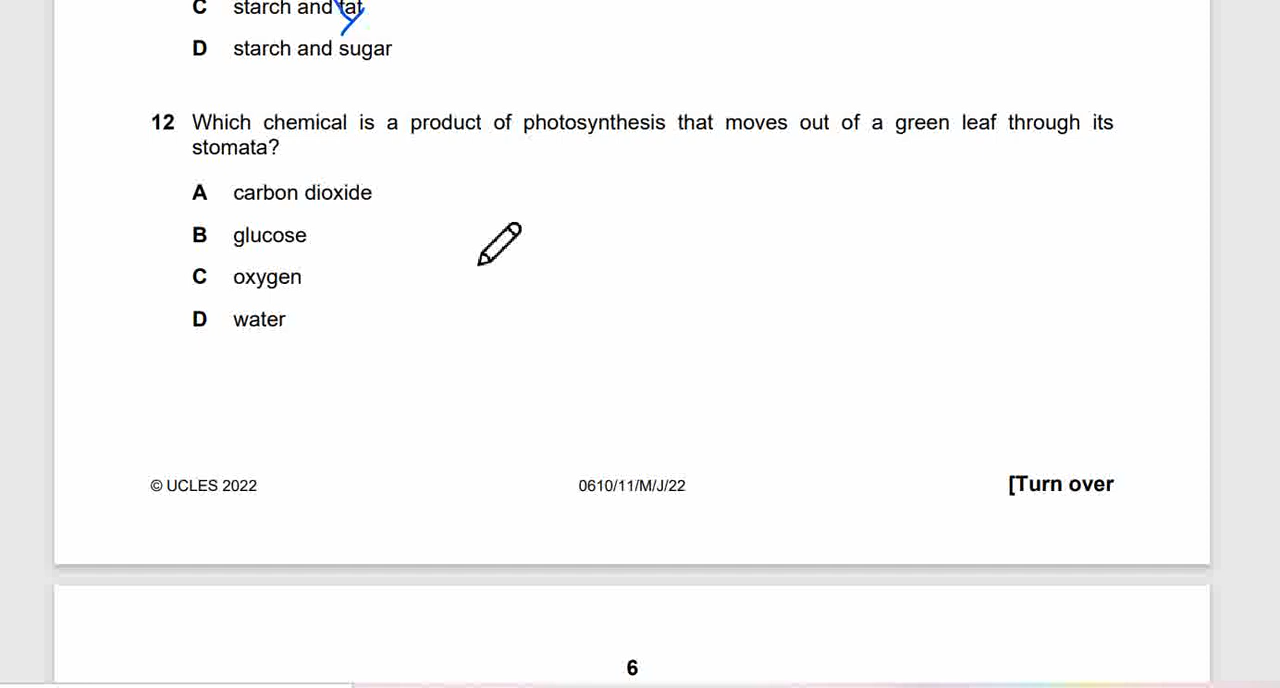 C starch and fat
D starch and sugar
12 Which chemical is a product of photosynthesis that moves out of a green leaf through its
stomata?
A carbon dioxide
B glucose
C oxygen
D water
© UCLES 2022 0610/11/M/J/22 [Turn over
6